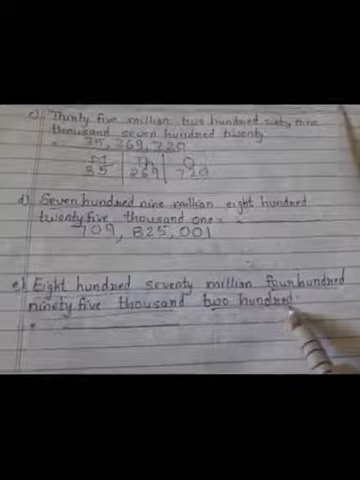 c) Thirty five million two hundred sixty nine
thousand seven hundred twenty
= 35,269,720
M Th O
35 269 720
d) Seven hundred nine million eight hundred
twenty five thousand one =
709, 825,001
e) Eight hundred seventy million four hundred
ninety five thousand two hundred
=